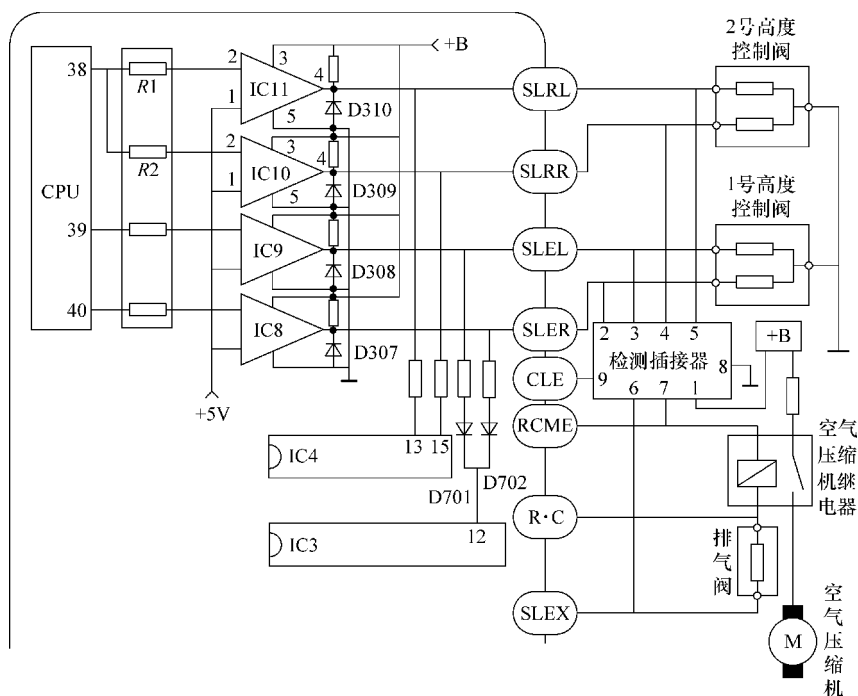 2号高度
控制阀
38
R1
2
3
+B
1
IC11
4
5
D310
SLRL
R2
2
3
1
IC10
4
5
D309
SLRR
CPU
1号高度
控制阀
39
IC9
D308
SLEL
40
IC8
D307
SLER
2 3 4 5
+B
检测插接器
9
8
6 7 1
CLE
+5V
RCME
空气
压缩
机继
电器
IC4
13 15
D701
D702
R·C
IC3
12
排
气
阀
SLEX
M
空
气
压
缩
机